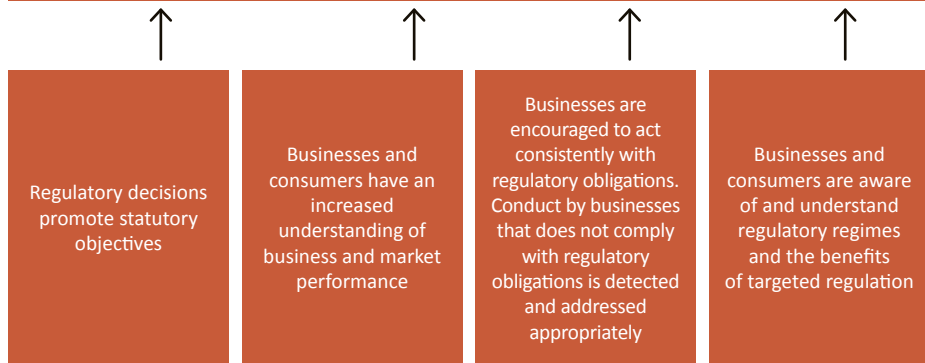 Regulatory decisions
promote statutory
objectives
Businesses and
consumers have an
increased
understanding of
business and market
performance
Businesses are
encouraged to act
consistently with
regulatory obligations.
Conduct by businesses
that does not comply
with regulatory
obligations is detected
and addressed
appropriately
Businesses and
consumers are aware
of and understand
regulatory regimes
and the benefits
of targeted regulation